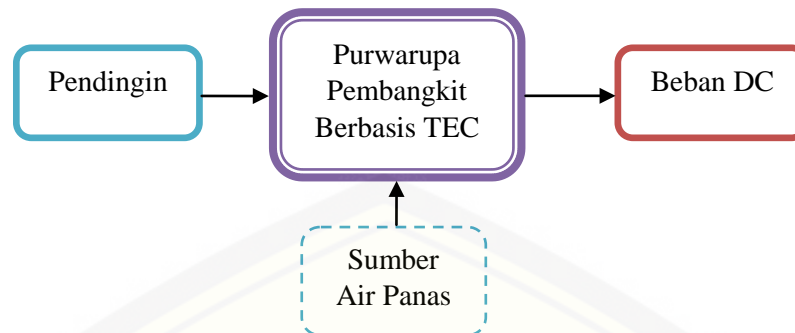 Pendingin
Purwarupa
Pembangkit
Berbasis TEC
Beban DC
Sumber
Air Panas